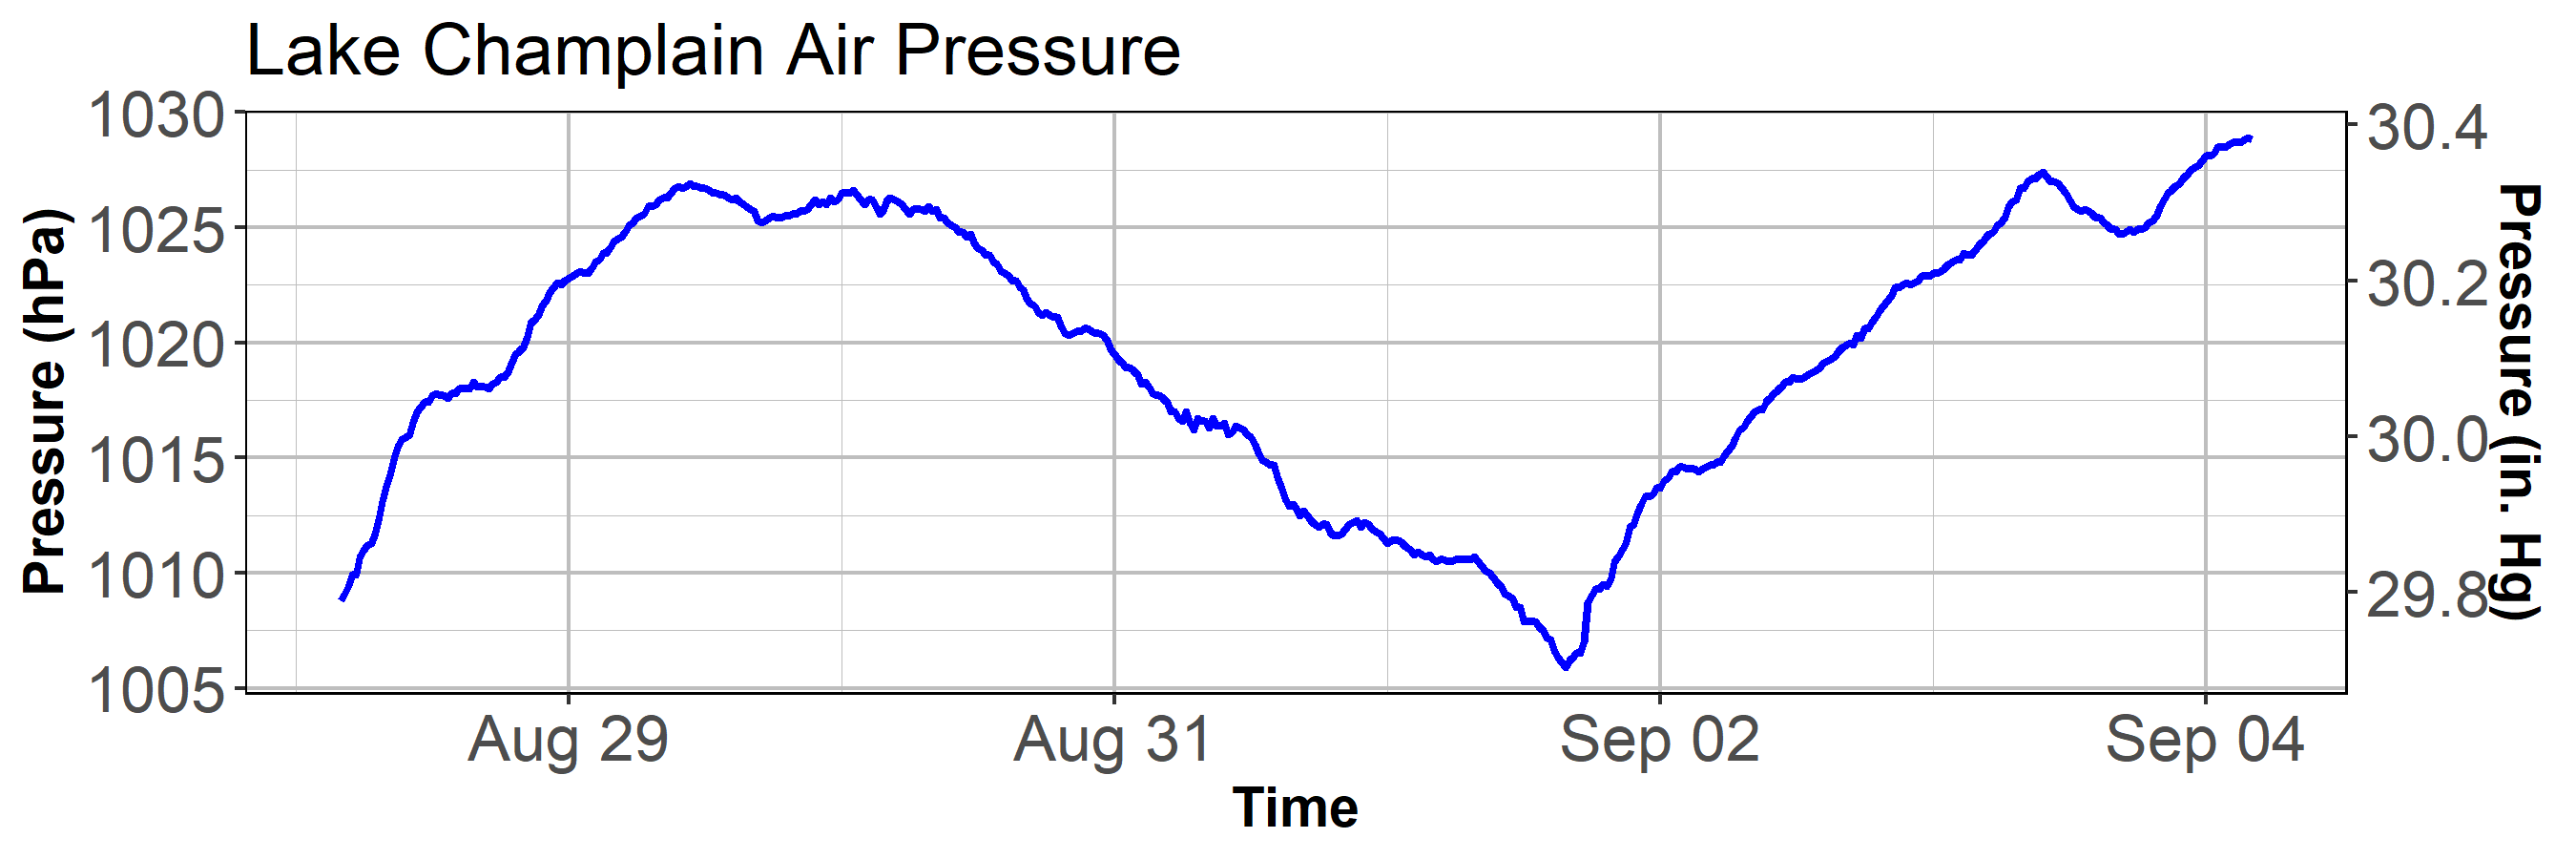 Lake Champlain Air Pressure
1030
1025
1020
1015
1010
1005
Pressure (hPa)
30.4
30.2
30.0
29.8
Pressure (in. Hg)
Aug 29
Aug 31
Sep 02
Sep 04
Time